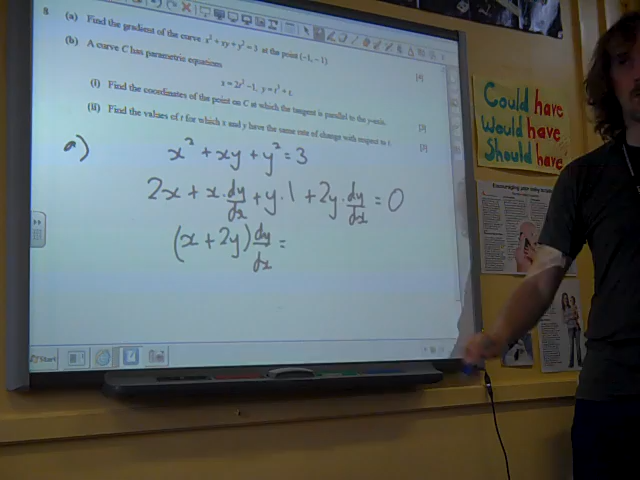 8 (a) Find the gradient of the curve x² + xy + y² = 3 at the point (−1, −1) [4]
(b) A curve C has parametric equations
x = 2t² − 1, y = t³ + t.
(i) Find the coordinates of the point on C at which the tangent is parallel to the y-axis. [2]
(ii) Find the values of t for which x and y have the same rate of change with respect to t. [2]
a) x² + xy + y² = 3
2x + x·dy/dx + y·1 + 2y·dy/dx = 0
(x + 2y) dy/dx =
Start
Could have
Would have
Should have